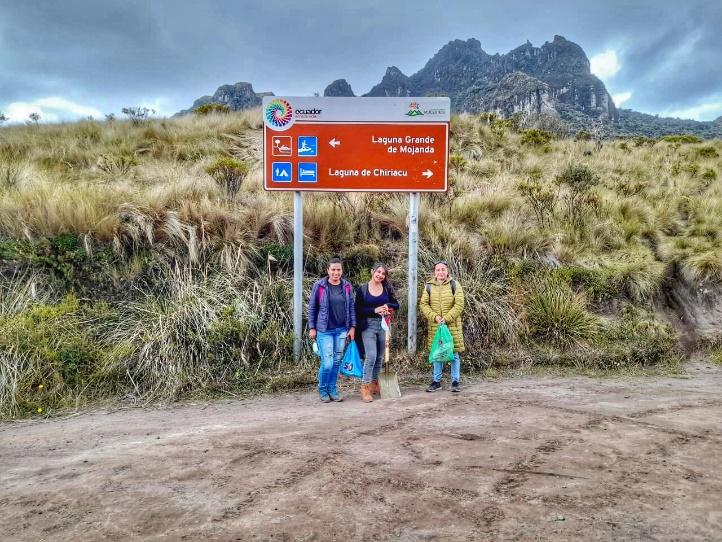 ecuador
Laguna Grande
de Mojanda
Laguna de Chiriacu